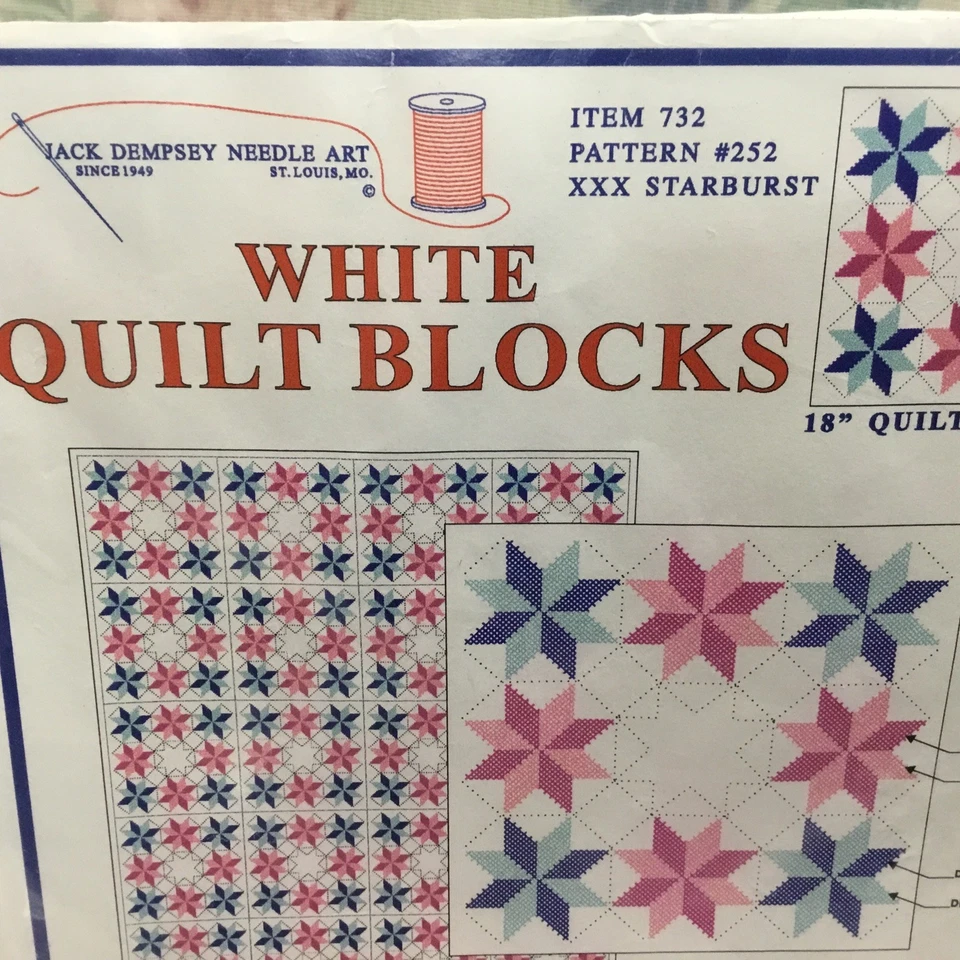 JACK DEMPSEY NEEDLE ART
SINCE 1949 ST. LOUIS, MO.
©
ITEM 732
PATTERN #252
XXX STARBURST
WHITE
QUILT BLOCKS
18” QUILT